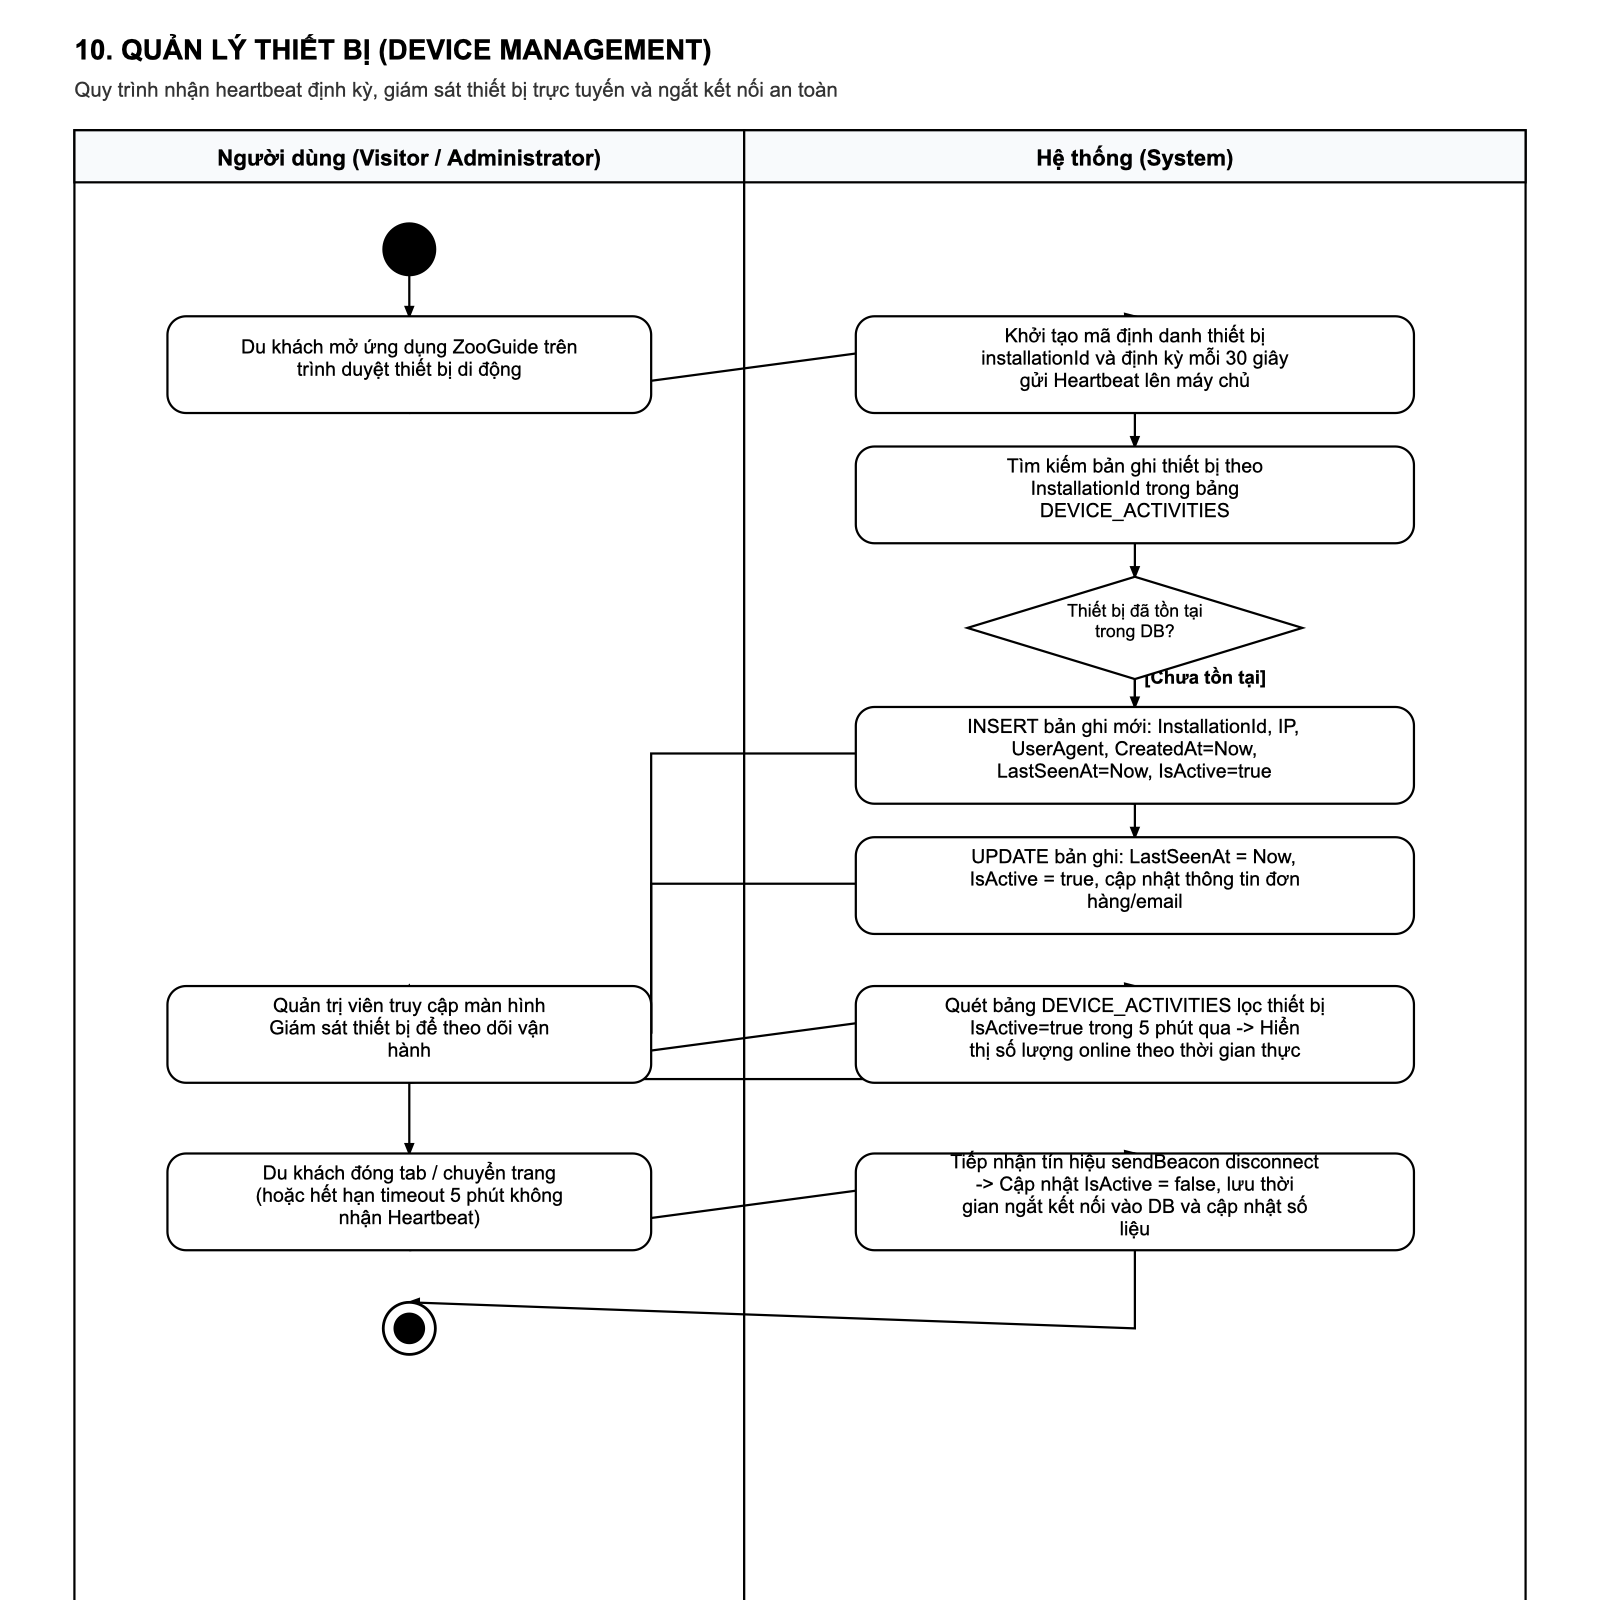 10. QUẢN LÝ THIẾT BỊ (DEVICE MANAGEMENT)
Quy trình nhận heartbeat định kỳ, giám sát thiết bị trực tuyến và ngắt kết nối an toàn
Người dùng (Visitor / Administrator)
Hệ thống (System)
Du khách mở ứng dụng ZooGuide trên
trình duyệt thiết bị di động
Khởi tạo mã định danh thiết bị
installationId và định kỳ mỗi 30 giây
gửi Heartbeat lên máy chủ
Tìm kiếm bản ghi thiết bị theo
InstallationId trong bảng
DEVICE_ACTIVITIES
Thiết bị đã tồn tại
trong DB?
[Chưa tồn tại]
INSERT bản ghi mới: InstallationId, IP,
UserAgent, CreatedAt=Now,
LastSeenAt=Now, IsActive=true
UPDATE bản ghi: LastSeenAt = Now,
IsActive = true, cập nhật thông tin đơn
hàng/email
Quản trị viên truy cập màn hình
Giám sát thiết bị để theo dõi vận
hành
Quét bảng DEVICE_ACTIVITIES lọc thiết bị
IsActive=true trong 5 phút qua -> Hiển
thị số lượng online theo thời gian thực
Du khách đóng tab / chuyển trang
(hoặc hết hạn timeout 5 phút không
nhận Heartbeat)
Tiếp nhận tín hiệu sendBeacon disconnect
-> Cập nhật IsActive = false, lưu thời
gian ngắt kết nối vào DB và cập nhật số
liệu